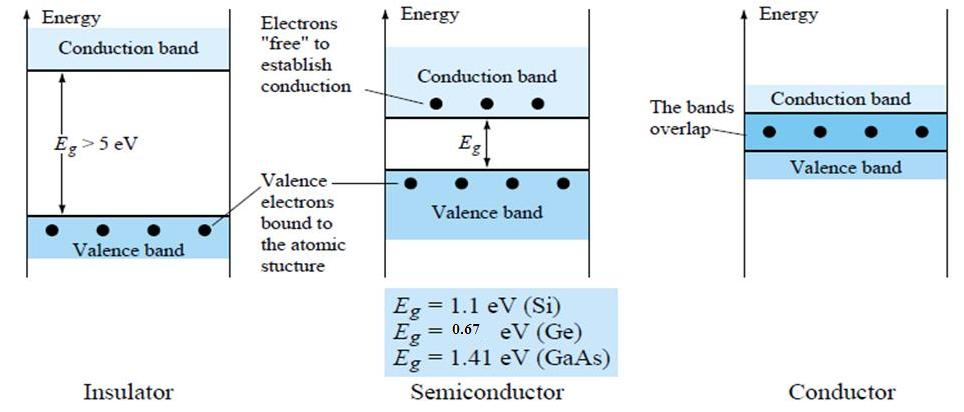 Energy
Conduction band
Eg > 5 eV
Valence band
Insulator
Electrons
"free" to
establish
conduction
Valence
electrons
bound to
the atomic
stucture
Energy
Conduction band
Eg
Valence band
Eg = 1.1 eV (Si)
Eg = 0.67 eV (Ge)
Eg = 1.41 eV (GaAs)
Semiconductor
The bands
overlap
Energy
Conduction band
Valence band
Conductor